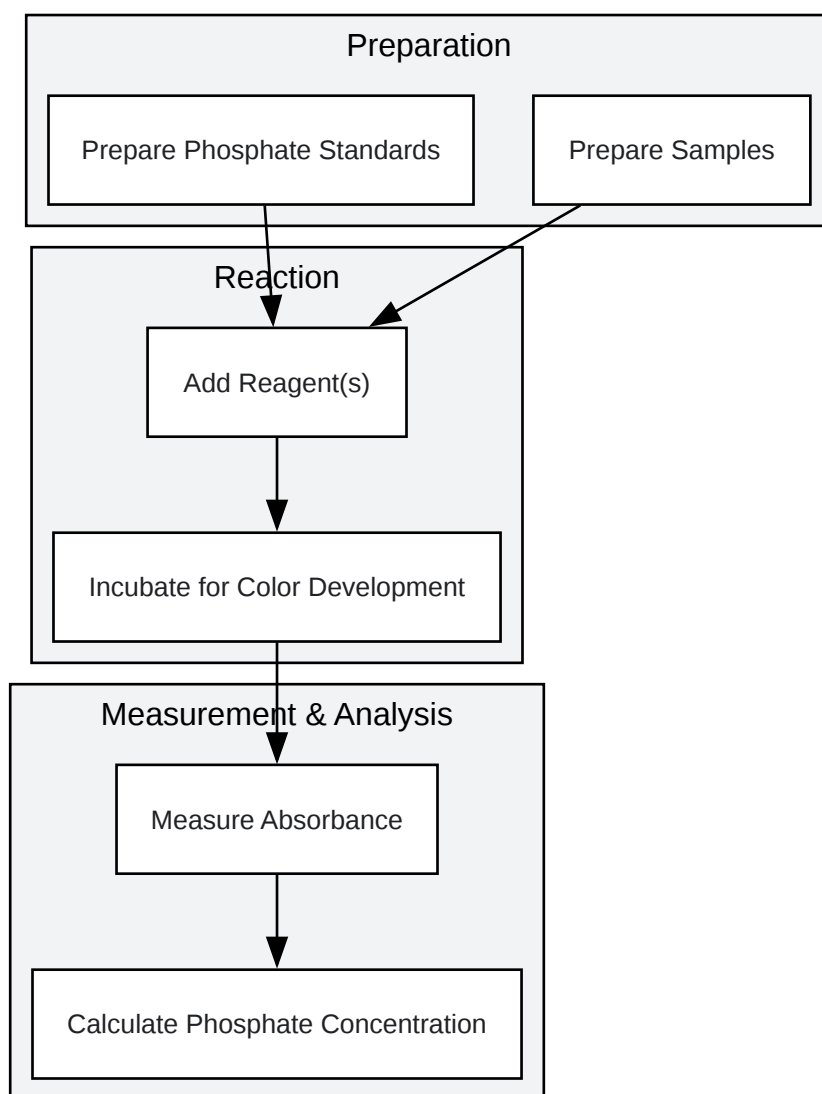 Preparation
Prepare Phosphate Standards
Prepare Samples
Reaction
Add Reagent(s)
Incubate for Color Development
Measurement & Analysis
Measure Absorbance
Calculate Phosphate Concentration